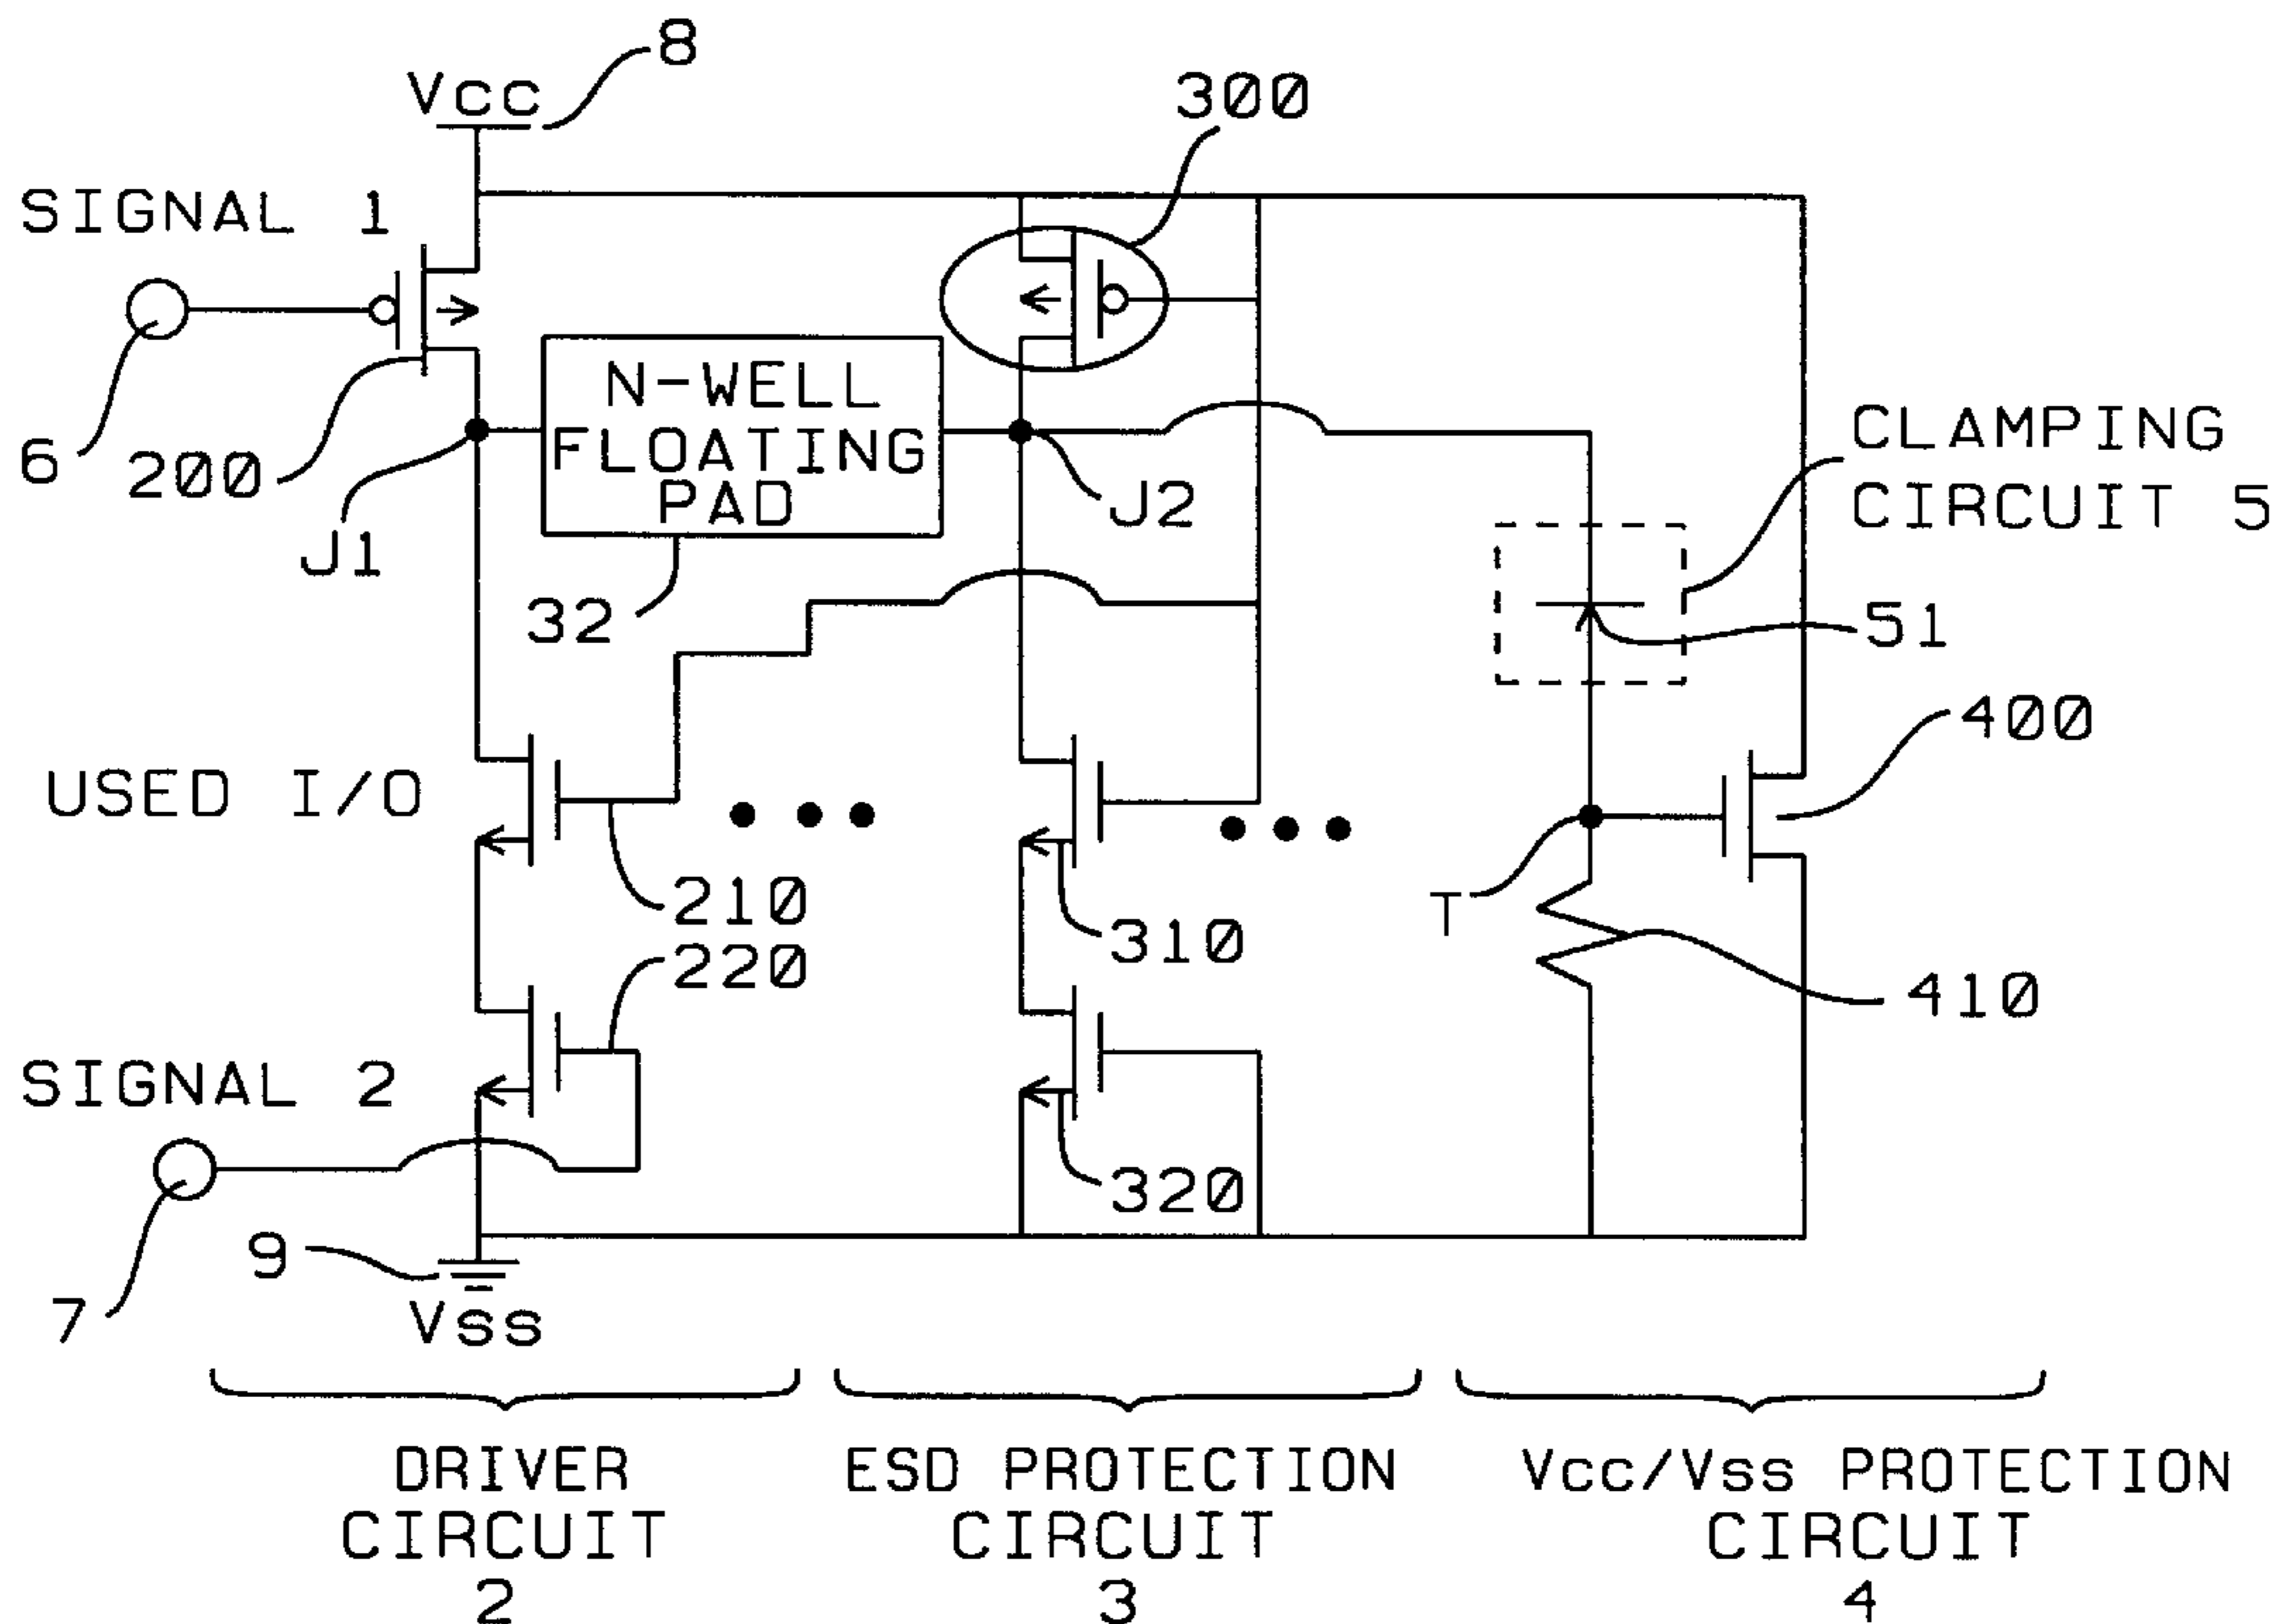 8
Vcc
300
SIGNAL 1
6
200
N-WELL
FLOATING
PAD
J1
J2
32
CLAMPING
CIRCUIT 5
51
400
USED I/O
210
T
310
220
410
SIGNAL 2
320
9
7
Vss
DRIVER
CIRCUIT
2
ESD PROTECTION
CIRCUIT
3
Vcc/Vss PROTECTION
CIRCUIT
4